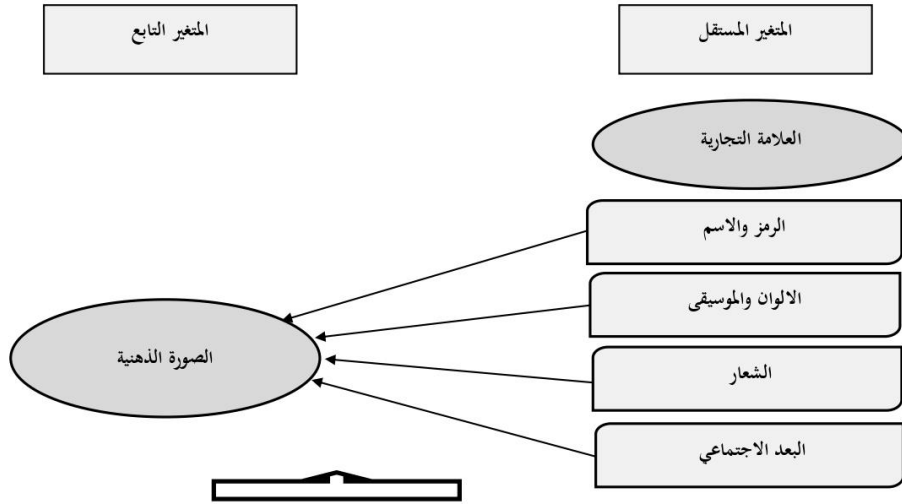 المتغير المستقل
المتغير التابع
العلامة التجارية
الرمز والاسم
الالوان والموسيقى
الشعار
البعد الاجتماعي
الصورة الذهنية